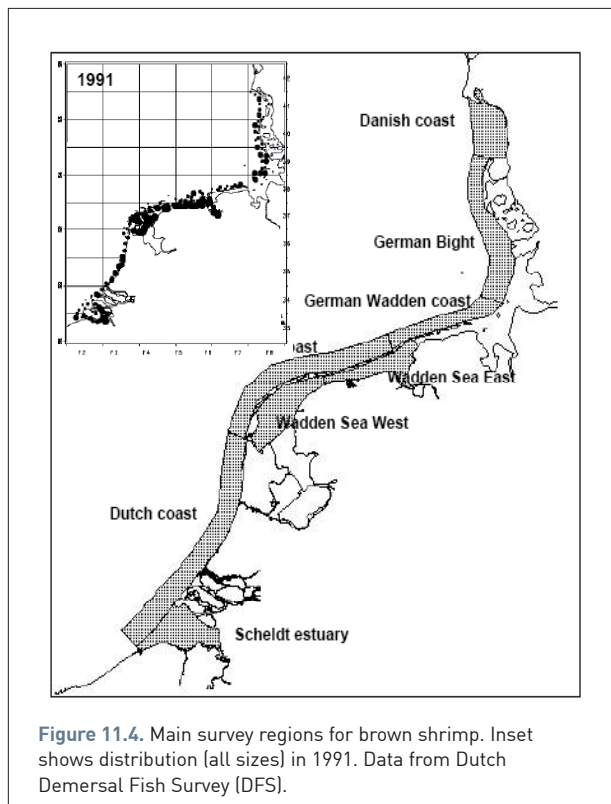 1991
Danish coast
German Bight
German Wadden coast
oast
Wadden Sea East
Wadden Sea West
Dutch coast
Scheldt estuary
Figure 11.4. Main survey regions for brown shrimp. Inset
shows distribution (all sizes) in 1991. Data from Dutch
Demersal Fish Survey (DFS).